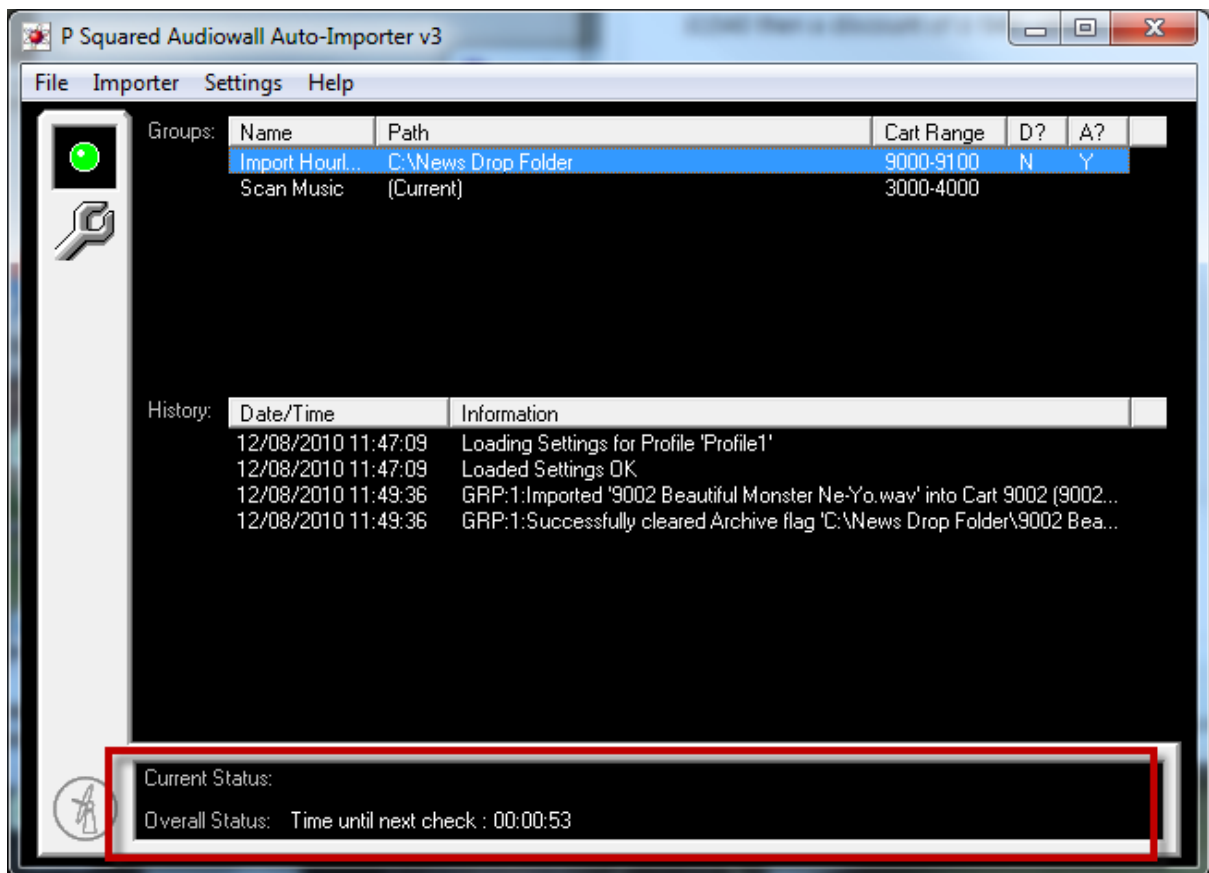 P Squared Audiowall Auto-Importer v3
File Importer Settings Help
Groups: Name Path Cart Range D? A?
Import Hourl... C:\News Drop Folder 9000-9100 N Y
Scan Music (Current) 3000-4000
History: Date/Time Information
12/08/2010 11:47:09 Loading Settings for Profile 'Profile1'
12/08/2010 11:47:09 Loaded Settings OK
12/08/2010 11:49:36 GRP:1:Imported '9002 Beautiful Monster Ne-Yo.wav' into Cart 9002 (9002...
12/08/2010 11:49:36 GRP:1:Successfully cleared Archive flag 'C:\News Drop Folder\9002 Bea...
Current Status:
Overall Status: Time until next check : 00:00:53